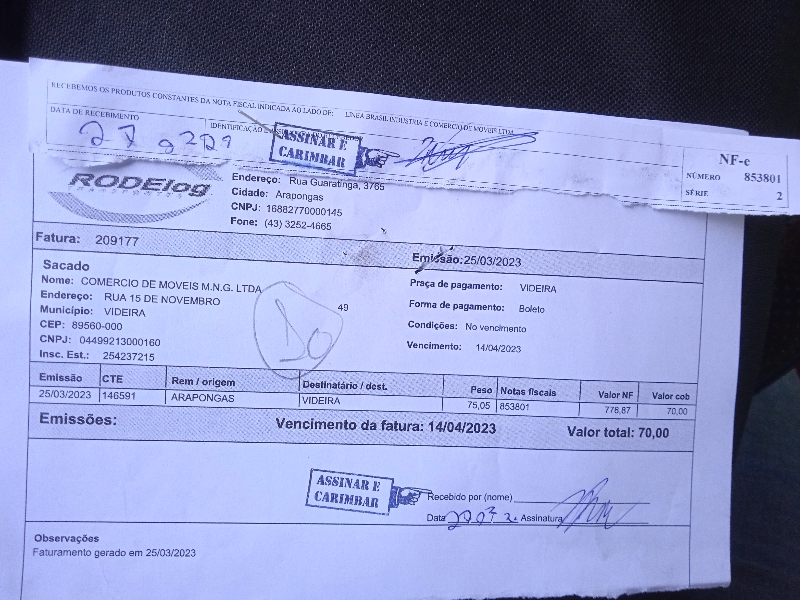 RECEBEMOS OS PRODUTOS CONSTANTES DA NOTA FISCAL INDICADA AO LADO DE: LINEA BRASIL INDUSTRIA E COMERCIO DE MOVEIS LTDA
DATA DE RECEBIMENTO
IDENTIFICAÇÃO
ASSINAR E
CARIMBAR
NF-e
NÚMERO 853801
SÉRIE 2
RODElog
Endereço: Rua Guaratinga, 3765
Cidade: Arapongas
CNPJ: 16882770000145
Fone: (43) 3252-4665
Fatura: 209177
Emissão: 25/03/2023
Sacado
Nome: COMERCIO DE MOVEIS M.N.G. LTDA
Endereço: RUA 15 DE NOVEMBRO 49
Município: VIDEIRA
CEP: 89560-000
CNPJ: 04499213000160
Insc. Est.: 254237215
Praça de pagamento: VIDEIRA
Forma de pagamento: Boleto
Condições: No vencimento
Vencimento: 14/04/2023
Emissão CTE Rem / origem Destinatário / dest. Peso Notas fiscais Valor NF Valor cob
25/03/2023 146591 ARAPONGAS VIDEIRA 75,05 853801 776,87 70,00
Emissões: Vencimento da fatura: 14/04/2023 Valor total: 70,00
ASSINAR E
CARIMBAR
Recebido por (nome)
Data Assinatura
Observações
Faturamento gerado em 25/03/2023